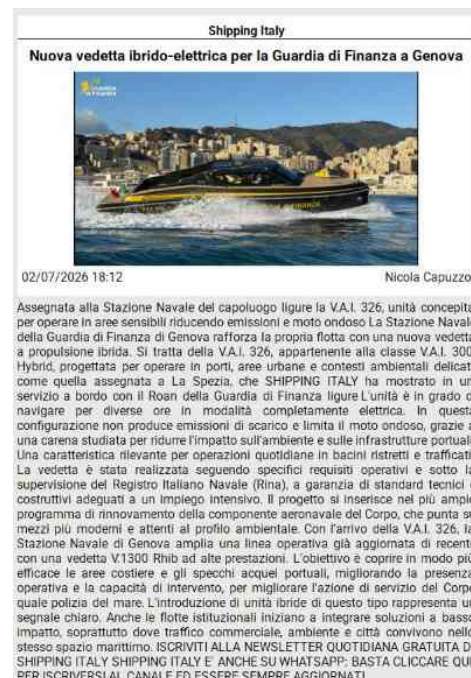 Shipping Italy
Nuova vedetta ibrido-elettrica per la Guardia di Finanza a Genova
GUARDIA
DI FINANZA
FINANZA
02/07/2026 18:12
Nicola Capuzzo
Assegnata alla Stazione Navale del capoluogo ligure la V.A.I. 326, unità concepita
per operare in aree sensibili riducendo emissioni e moto ondoso La Stazione Navale
della Guardia di Finanza di Genova rafforza la propria flotta con una nuova vedetta
a propulsione ibrida. Si tratta della V.A.I. 326, appartenente alla classe V.A.I. 300
Hybrid, progettata per operare in porti, aree urbane e contesti ambientali delicati
come quella assegnata a La Spezia, che SHIPPING ITALY ha mostrato in un
servizio a bordo con il Roan della Guardia di Finanza ligure L'unità è in grado di
navigare per diverse ore in modalità completamente elettrica. In questa
configurazione non produce emissioni di scarico e limita il moto ondoso, grazie a
una carena studiata per ridurre l'impatto sull'ambiente e sulle infrastrutture portuali.
Una caratteristica rilevante per operazioni quotidiane in bacini ristretti e trafficati.
La vedetta è stata realizzata seguendo specifici requisiti operativi e sotto la
supervisione del Registro Italiano Navale (Rina), a garanzia di standard tecnici e
costruttivi adeguati a un impiego intensivo. Il progetto si inserisce nel più ampio
programma di rinnovamento della componente aeronavale del Corpo, che punta su
mezzi più moderni e attenti al profilo ambientale. Con l'arrivo della V.A.I. 326, la
Stazione Navale di Genova amplia una linea operativa già aggiornata di recente
con una vedetta V.1300 Rhib ad alte prestazioni. L'obiettivo è coprire in modo più
efficace le aree costiere e gli specchi acquei portuali, migliorando la presenza
operativa e la capacità di intervento, per migliorare l'azione di servizio del Corpo
quale polizia del mare. L'introduzione di unità ibride di questo tipo rappresenta un
segnale chiaro. Anche le flotte istituzionali iniziano a integrare soluzioni a basso
impatto, soprattutto dove traffico commerciale, ambiente e città convivono nello
stesso spazio marittimo. ISCRIVITI ALLA NEWSLETTER QUOTIDIANA GRATUITA DI
SHIPPING ITALY SHIPPING ITALY E' ANCHE SU WHATSAPP: BASTA CLICCARE QUI
PER ISCRIVERSI AL CANALE ED ESSERE SEMPRE AGGIORNATI